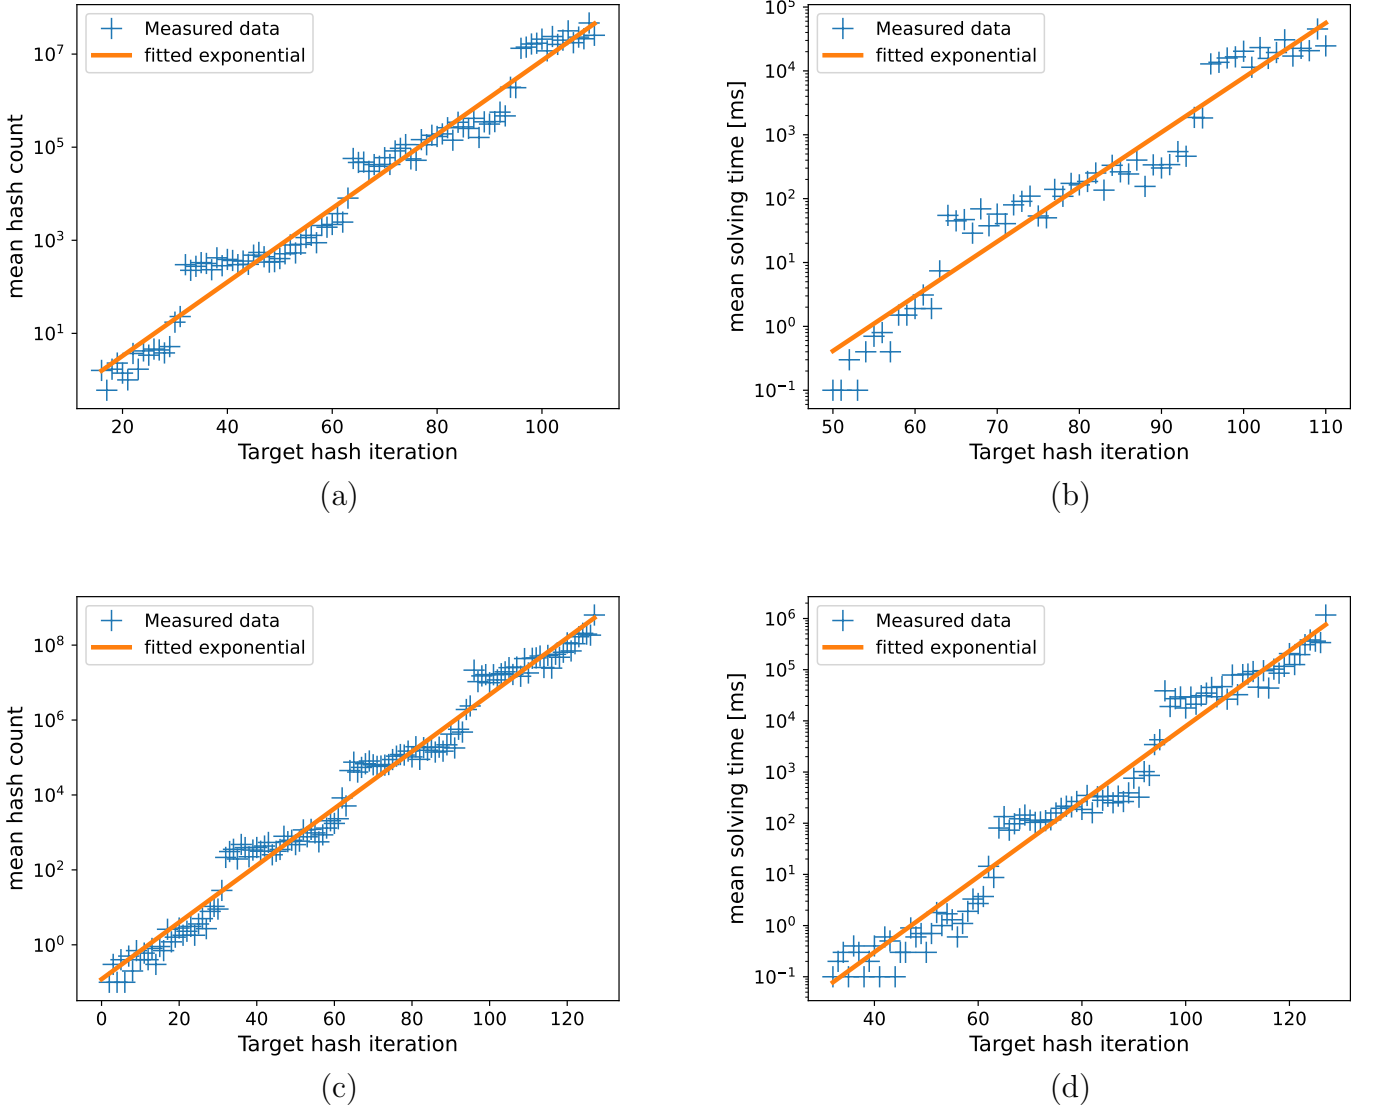 Measured data
fitted exponential
mean hash count
10^7
10^5
10^3
10^1
20 40 60 80 100
Target hash iteration
(a)
Measured data
fitted exponential
mean solving time [ms]
10^5
10^4
10^3
10^2
10^1
10^0
10^−1
50 60 70 80 90 100 110
Target hash iteration
(b)
Measured data
fitted exponential
mean hash count
10^8
10^6
10^4
10^2
10^0
0 20 40 60 80 100 120
Target hash iteration
(c)
Measured data
fitted exponential
mean solving time [ms]
10^6
10^5
10^4
10^3
10^2
10^1
10^0
10^−1
40 60 80 100 120
Target hash iteration
(d)